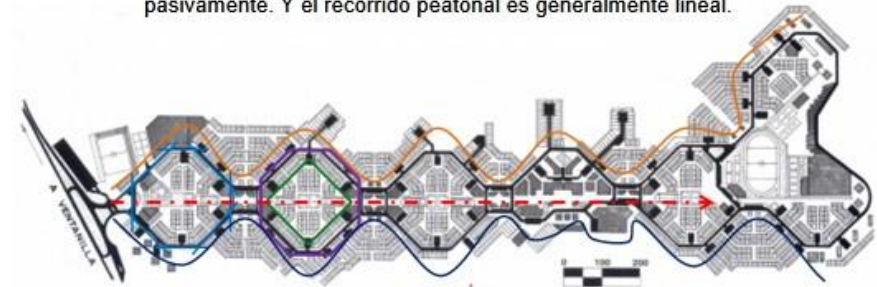 pasivamente. Y el recorrido peatonal es generalmente lineal.
A VENTANILLA
0 100 200